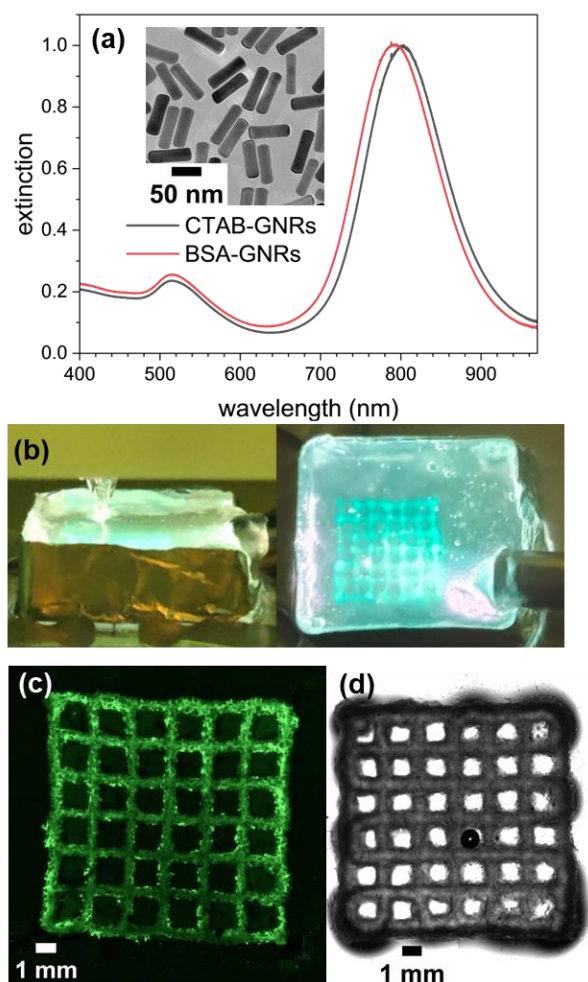 (a)
1.0
0.8
0.6
0.4
0.2
0.0
extinction
50 nm
CTAB-GNRs
BSA-GNRs
400 500 600 700 800 900
wavelength (nm)
(b)
(c)
1 mm
(d)
1 mm